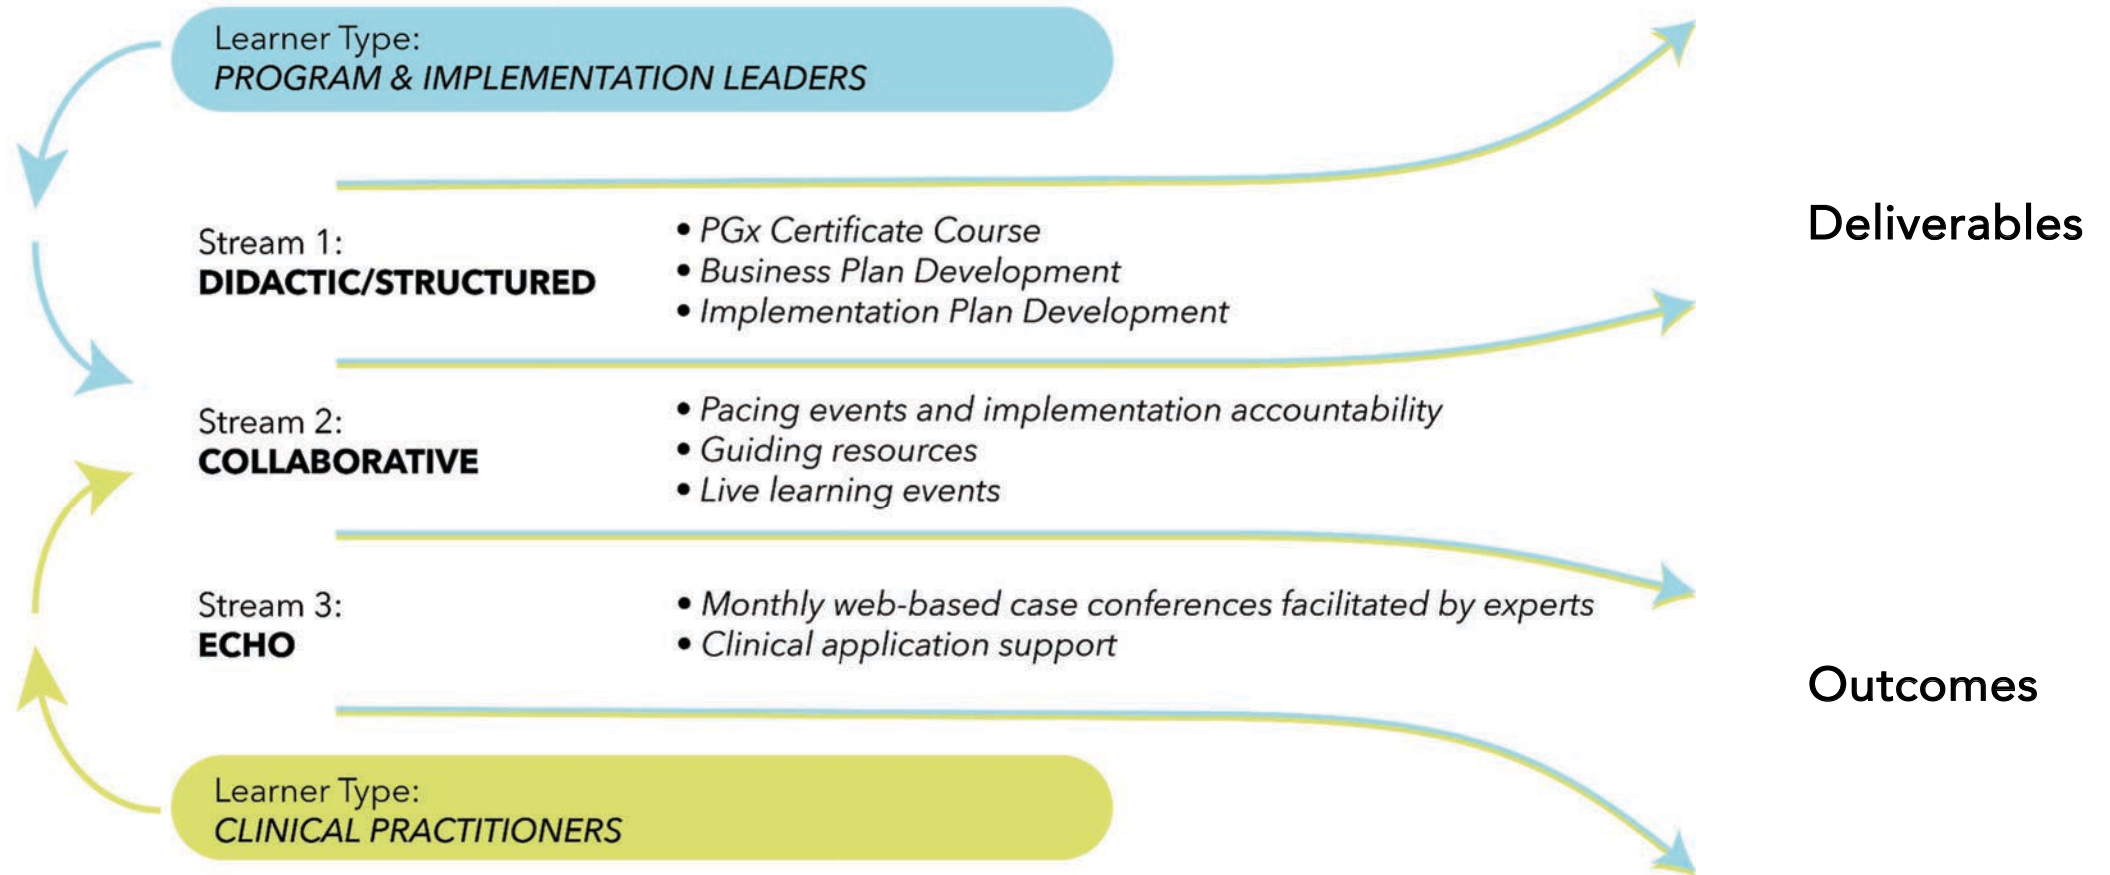 Learner Type:
PROGRAM & IMPLEMENTATION LEADERS
Stream 1:
DIDACTIC/STRUCTURED
• PGx Certificate Course
• Business Plan Development
• Implementation Plan Development
Stream 2:
COLLABORATIVE
• Pacing events and implementation accountability
• Guiding resources
• Live learning events
Stream 3:
ECHO
• Monthly web-based case conferences facilitated by experts
• Clinical application support
Learner Type:
CLINICAL PRACTITIONERS
Deliverables
Outcomes